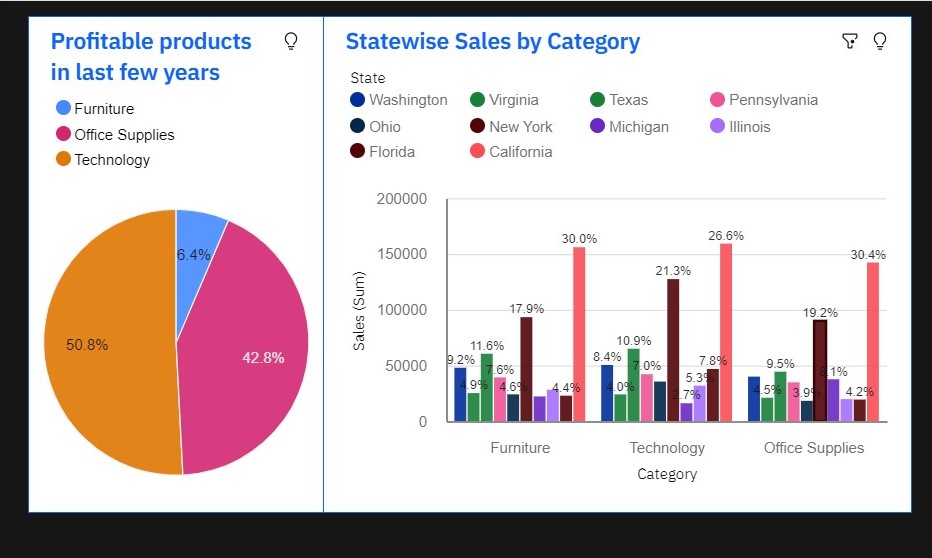 Profitable products
in last few years
Furniture
Office Supplies
Technology
6.4%
50.8%
42.8%
Statewise Sales by Category
State
Washington Virginia Texas Pennsylvania
Ohio New York Michigan Illinois
Florida California
Sales (Sum)
200000
150000
100000
50000
0
9.2% 4.9% 11.6% 7.6% 4.6% 17.9% 4.4% 30.0%
8.4% 4.0% 10.9% 7.0% 21.3% 5.3% 7.8% 26.6%
4.5% 9.5% 3.9% 19.2% 4.2% 30.4%
Furniture Technology Office Supplies
Category